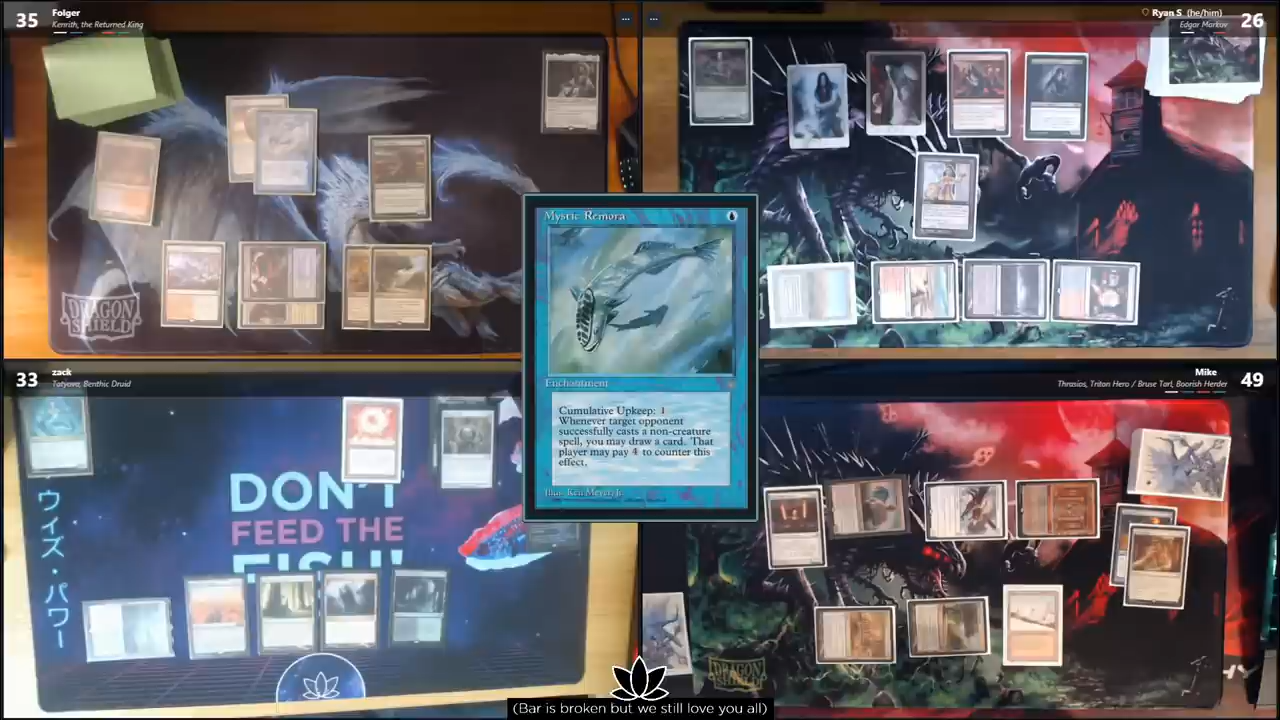 35
Folger
Kenrith, the Returned King
Ryan S (he/him)
Edgar Markov
26
DRAGON
SHIELD
Mystic Remora
Enchantment
Cumulative Upkeep: 1
Whenever target opponent
successfully casts a non-creature
spell, you may draw a card. That
player may pay 4 to counter this
effect.
Illus. Ken Meyer, Jr.
33
zack
Tatyova, Benthic Druid
Mike
Thrasios, Triton Hero / Bruse Tarl, Boorish Herder
49
ウィズ・パワー
DON'T
FEED THE
FISH!
DRAGON
SHIELD
(Bar is broken but we still love you all)